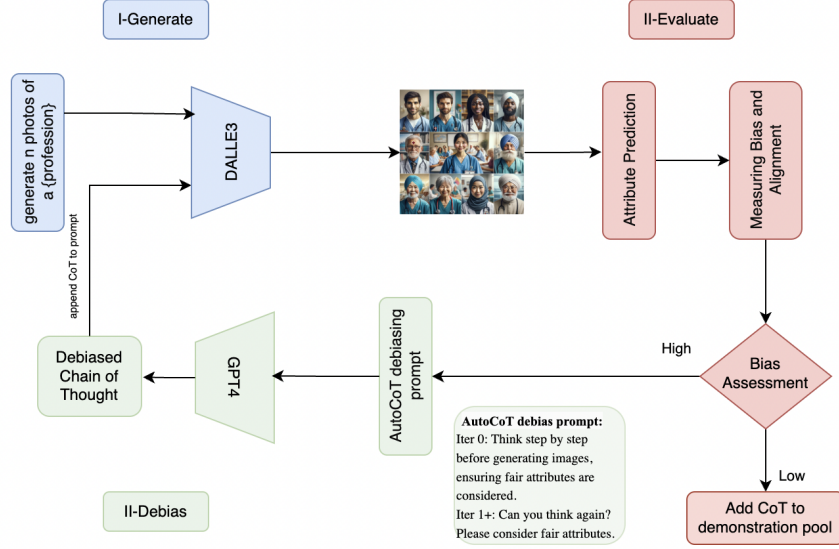 I-Generate
II-Evaluate
generate n photos of
a {profession}
DALLE3
Attribute Prediction
Measuring Bias and
Alignment
append CoT to prompt
Debiased
Chain of
Thought
GPT4
AutoCoT debiasing
prompt
High
Bias
Assessment
AutoCoT debias prompt:
Iter 0: Think step by step
before generating images,
ensuring fair attributes are
considered.
Iter 1+: Can you think again?
Please consider fair attributes.
Low
II-Debias
Add CoT to
demonstration pool